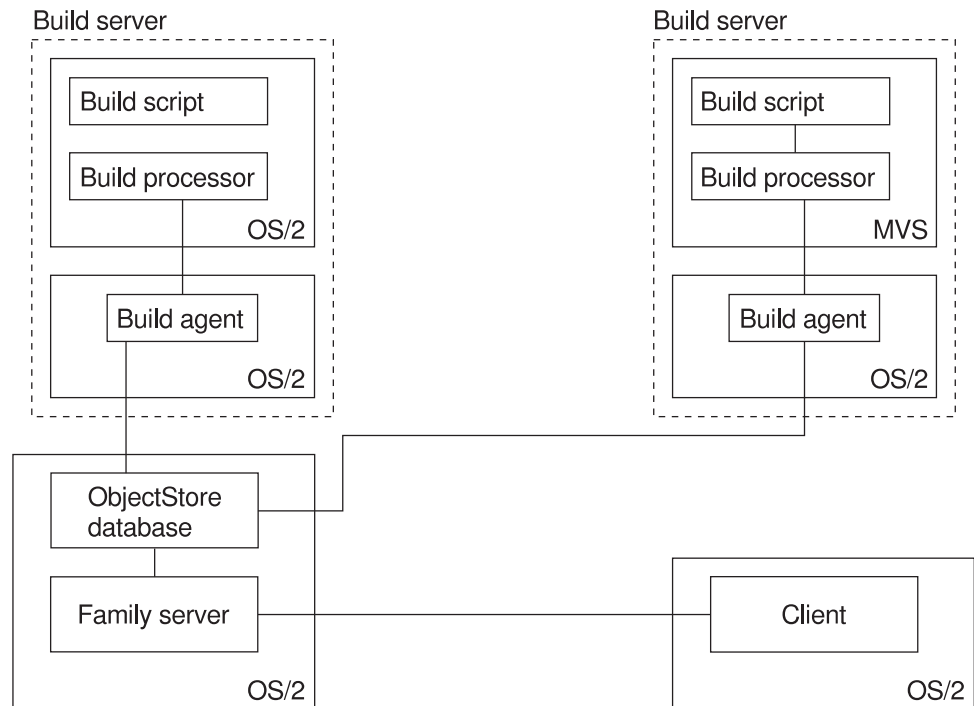 Build server
Build script
Build processor
OS/2
Build agent
OS/2
Build server
Build script
Build processor
MVS
Build agent
OS/2
ObjectStore
database
Family server
OS/2
Client
OS/2